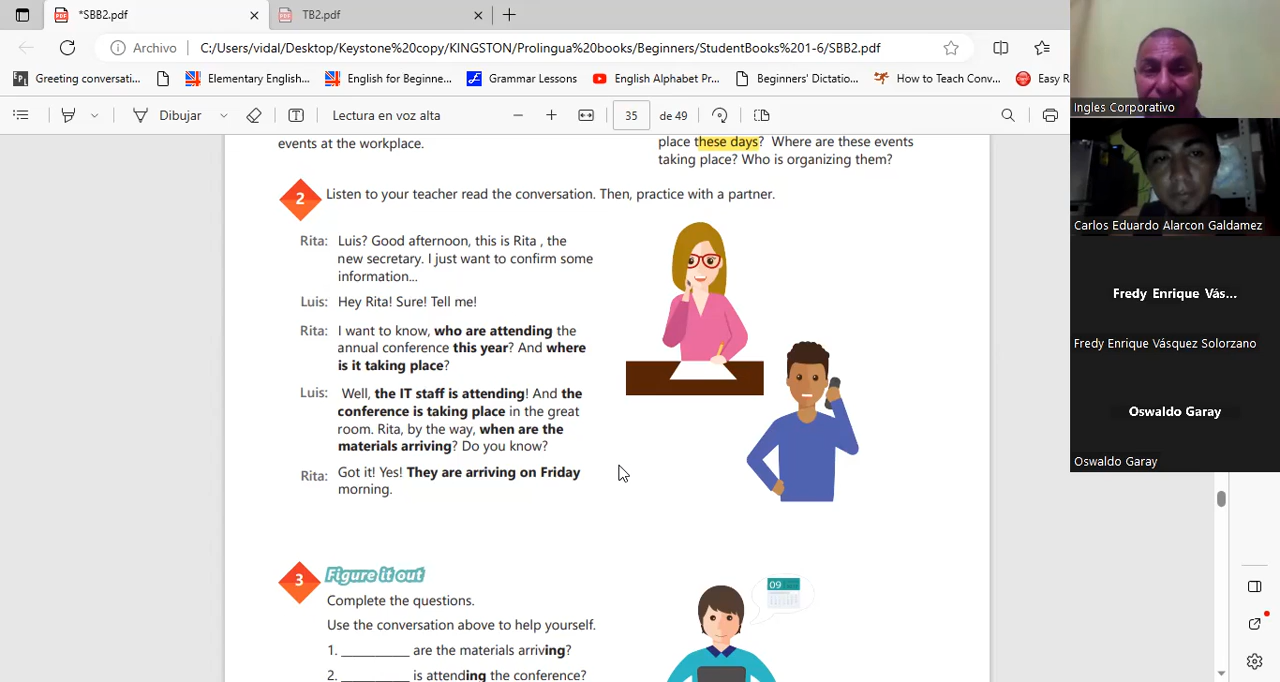 *SBB2.pdf
TB2.pdf
Archivo
C:/Users/vidal/Desktop/Keystone%20copy/KINGSTON/Prolingua%20books/Beginners/StudentBooks%201-6/SBB2.pdf
Greeting conversati...
Elementary English...
English for Beginne...
Grammar Lessons
English Alphabet Pr...
Beginners' Dictatio...
How to Teach Conv...
Easy R
Dibujar
Lectura en voz alta
35
de 49
events at the workplace.
place these days? Where are these events
taking place? Who is organizing them?
2
Listen to your teacher read the conversation. Then, practice with a partner.
Rita: Luis? Good afternoon, this is Rita , the
new secretary. I just want to confirm some
information...
Luis: Hey Rita! Sure! Tell me!
Rita: I want to know, who are attending the
annual conference this year? And where
is it taking place?
Luis: Well, the IT staff is attending! And the
conference is taking place in the great
room. Rita, by the way, when are the
materials arriving? Do you know?
Rita: Got it! Yes! They are arriving on Friday
morning.
3
Figure it out
09
Complete the questions.
Use the conversation above to help yourself.
1. __________ are the materials arriving?
2. __________ is attending the conference?
Ingles Corporativo
Carlos Eduardo Alarcon Galdamez
Fredy Enrique Vás...
Fredy Enrique Vásquez Solorzano
Oswaldo Garay
Oswaldo Garay